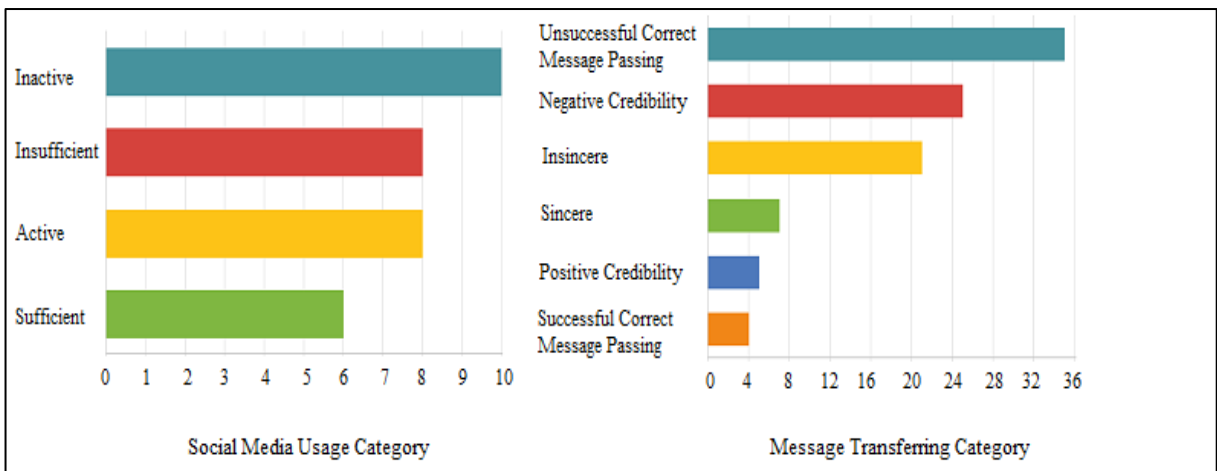 Inactive
Insufficient
Active
Sufficient
0 1 2 3 4 5 6 7 8 9 10
Social Media Usage Category
Unsuccessful Correct
Message Passing
Negative Credibility
Insincere
Sincere
Positive Credibility
Successful Correct
Message Passing
0 4 8 12 16 20 24 28 32 36
Message Transferring Category